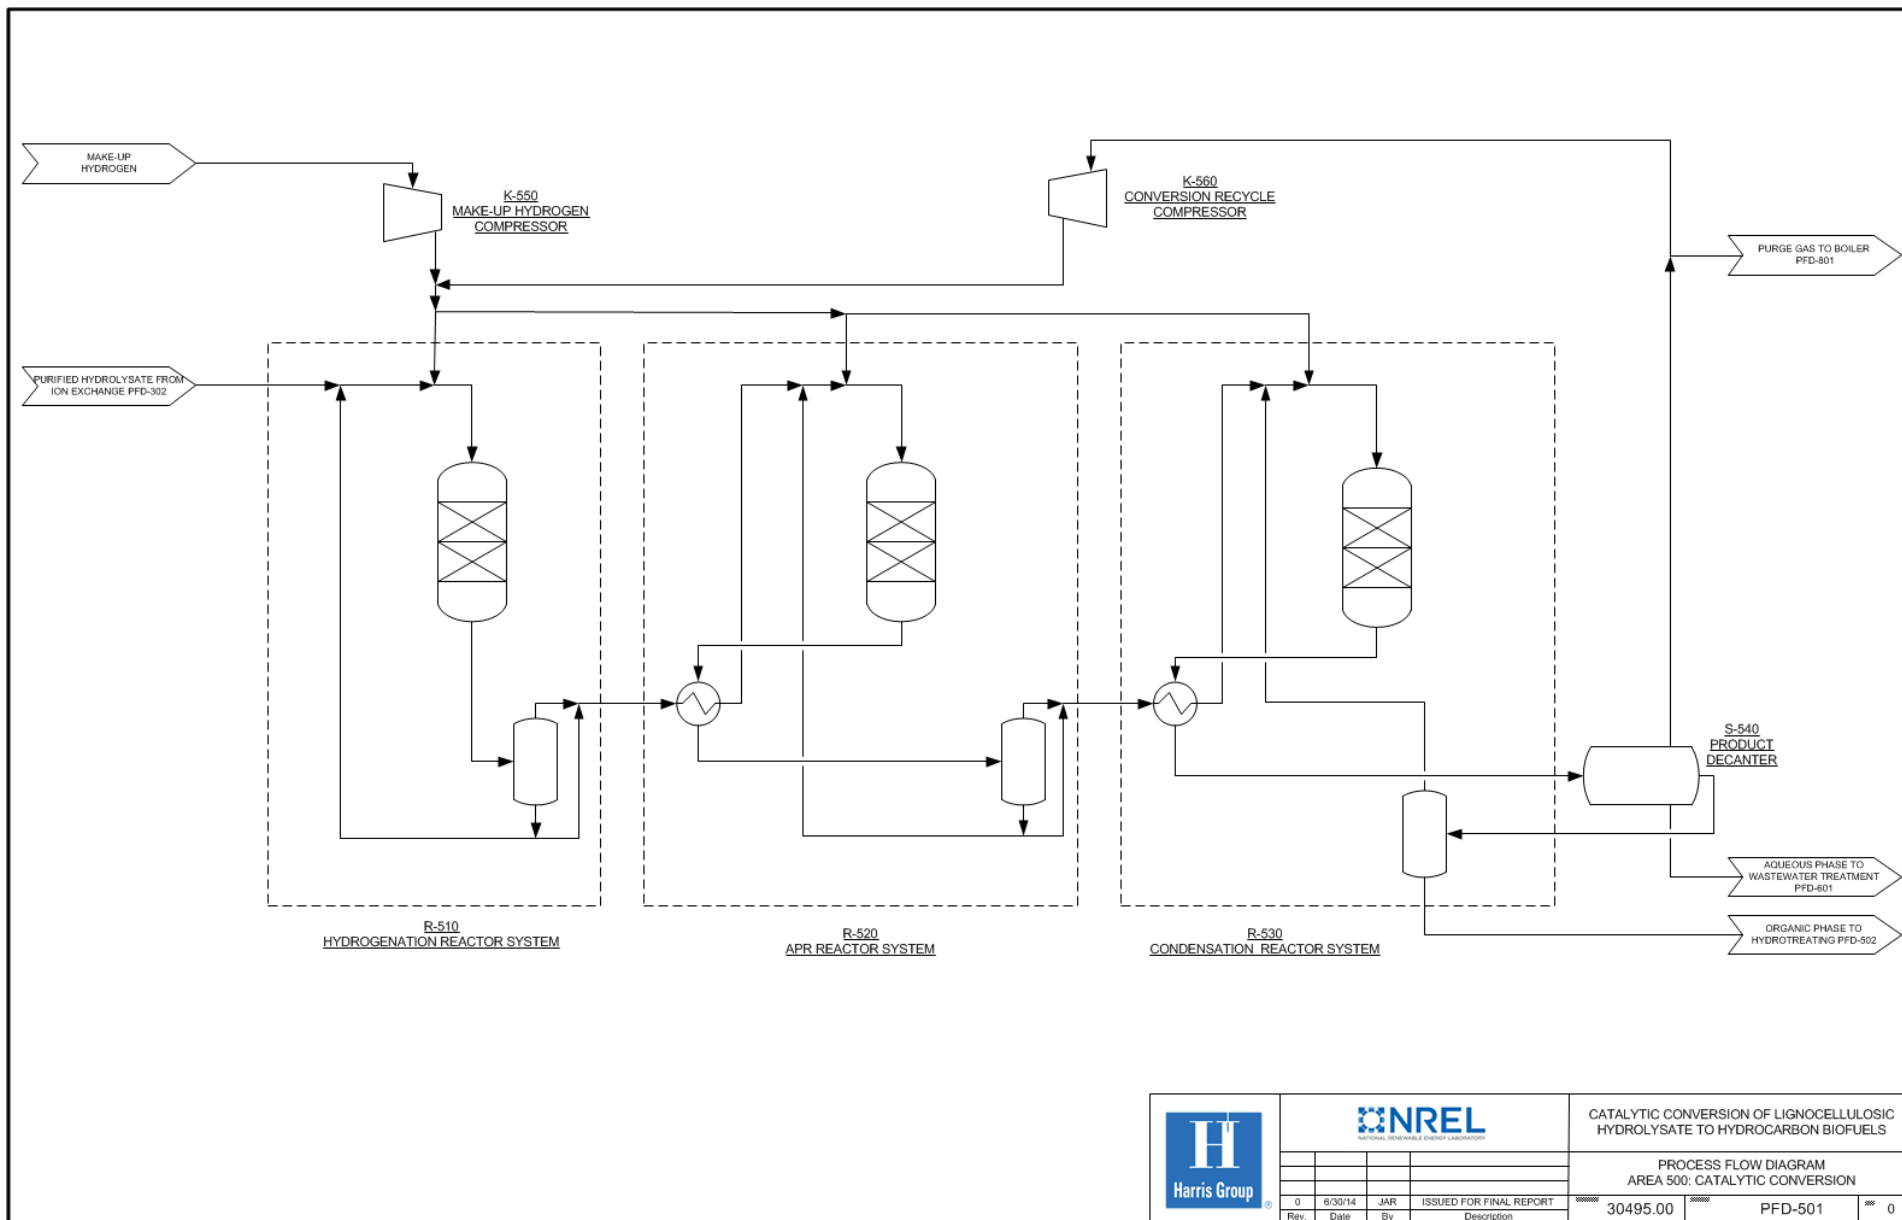 MAKE-UP
HYDROGEN
K-550
MAKE-UP HYDROGEN
COMPRESSOR
K-560
CONVERSION RECYCLE
COMPRESSOR
PURGE GAS TO BOILER
PFD-801
PURIFIED HYDROLYSATE FROM
ION EXCHANGE PFD-302
S-540
PRODUCT
DECANTER
AQUEOUS PHASE TO
WASTEWATER TREATMENT
PFD-601
ORGANIC PHASE TO
HYDROTREATING PFD-502
R-510
HYDROGENATION REACTOR SYSTEM
R-520
APR REACTOR SYSTEM
R-530
CONDENSATION REACTOR SYSTEM
H
Harris Group
®
NREL
NATIONAL RENEWABLE ENERGY LABORATORY
CATALYTIC CONVERSION OF LIGNOCELLULOSIC
HYDROLYSATE TO HYDROCARBON BIOFUELS
PROCESS FLOW DIAGRAM
AREA 500: CATALYTIC CONVERSION
0 6/30/14 JAR ISSUED FOR FINAL REPORT
Rev. Date By Description
30495.00 PFD-501 0